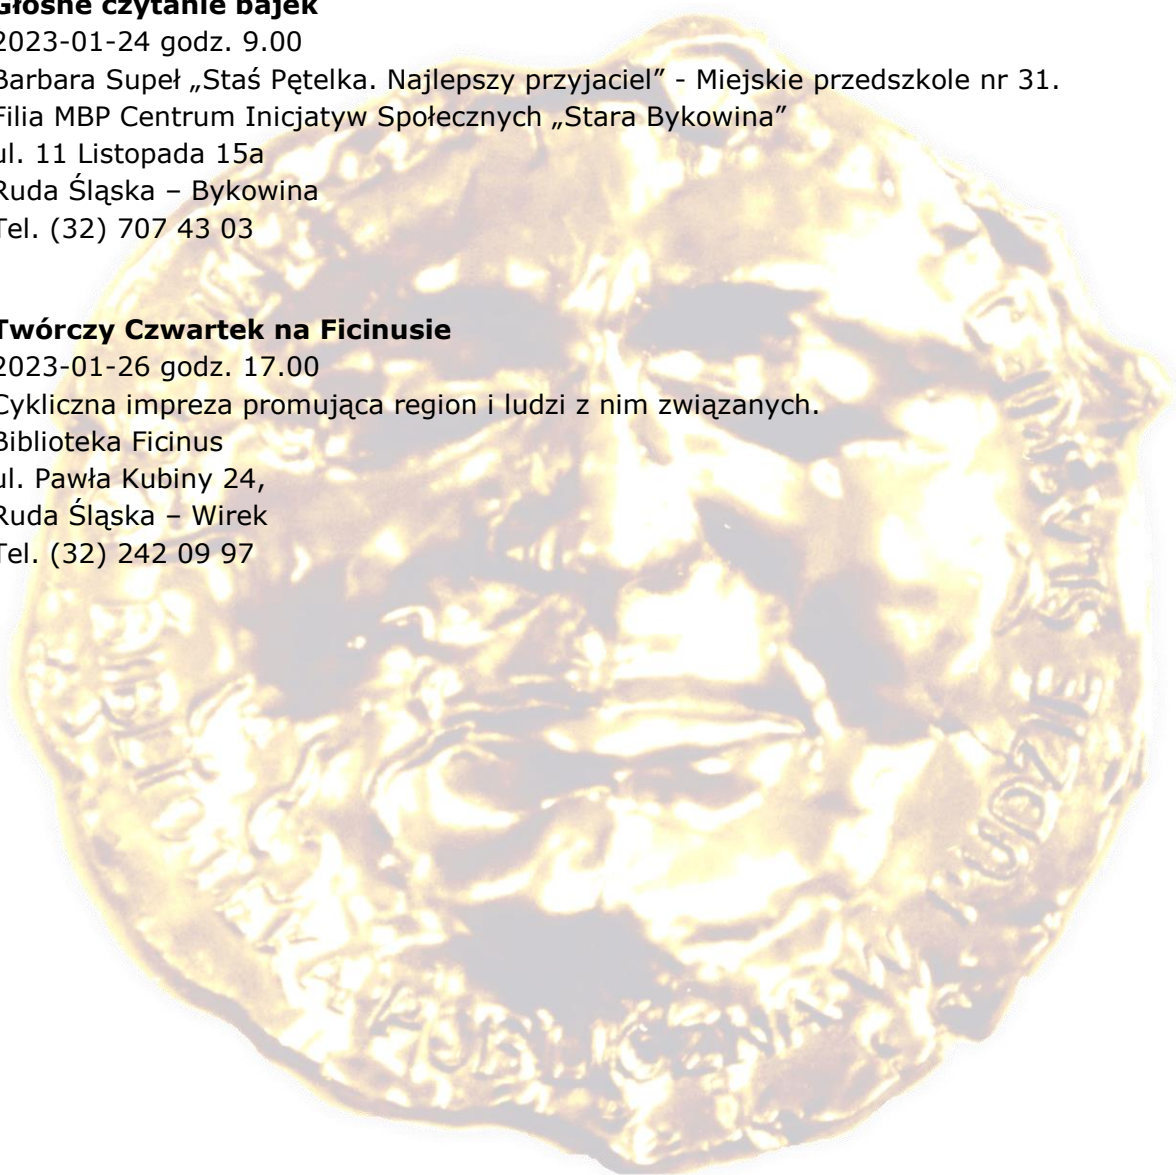 Głośne czytanie bajek
2023-01-24 godz. 9.00
Barbara Supeł „Staś Pętelka. Najlepszy przyjaciel” - Miejskie przedszkole nr 31.
Filia MBP Centrum Inicjatyw Społecznych „Stara Bykowina”
ul. 11 Listopada 15a
Ruda Śląska – Bykowina
Tel. (32) 707 43 03
Twórczy Czwartek na Ficinusie
2023-01-26 godz. 17.00
Cykliczna impreza promująca region i ludzi z nim związanych.
Biblioteka Ficinus
ul. Pawła Kubiny 24,
Ruda Śląska – Wirek
Tel. (32) 242 09 97
PUBLICZNA W RUDZIE ŚLĄSKIEJ